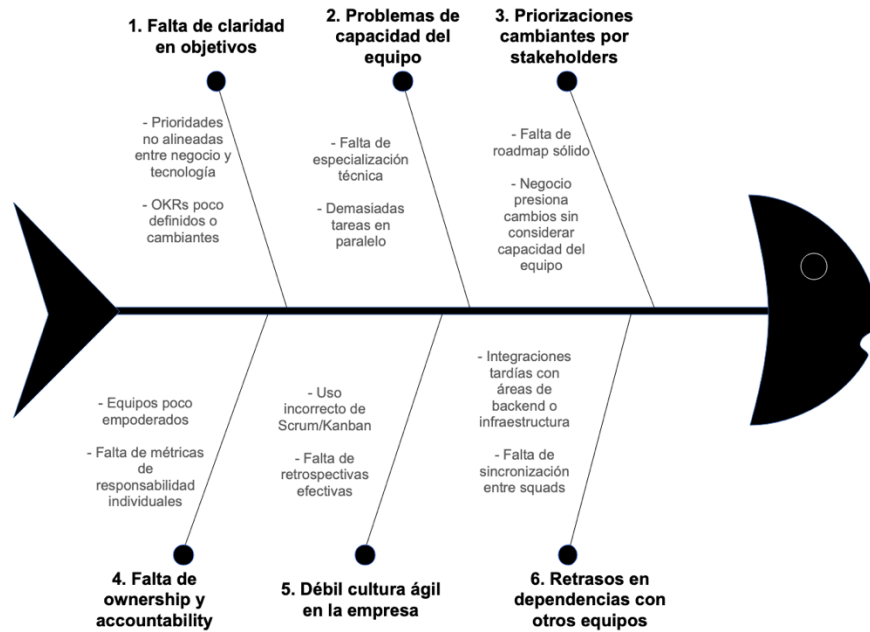 1. Falta de claridad
en objetivos
2. Problemas de
capacidad del
equipo
3. Priorizaciones
cambiantes por
stakeholders
- Prioridades
no alineadas
entre negocio y
tecnología
- OKRs poco
definidos o
cambiantes
- Falta de
especialización
técnica
- Demasiadas
tareas en
paralelo
- Falta de
roadmap sólido
- Negocio
presiona
cambios sin
considerar
capacidad del
equipo
- Equipos poco
empoderados
- Falta de métricas
de
responsabilidad
individuales
- Uso
incorrecto de
Scrum/Kanban
- Falta de
retrospectivas
efectivas
- Integraciones
tardías con
áreas de
backend o
infraestructura
- Falta de
sincronización
entre squads
4. Falta de
ownership y
accountability
5. Débil cultura ágil
en la empresa
6. Retrasos en
dependencias con
otros equipos